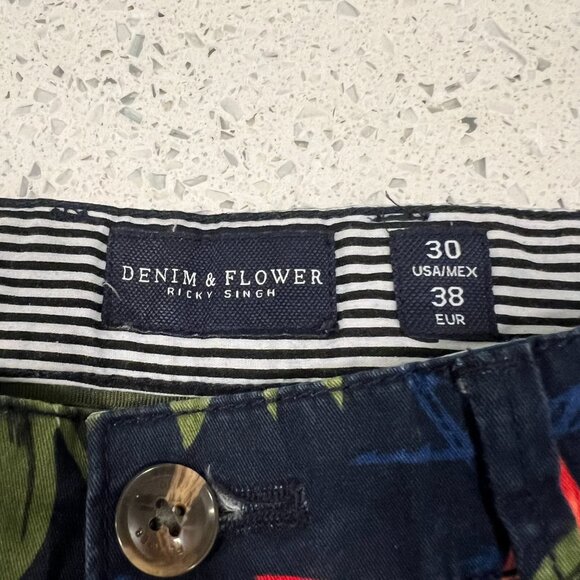 DENIM & FLOWER
RICKY SINGH
30
USA/MEX
38
EUR